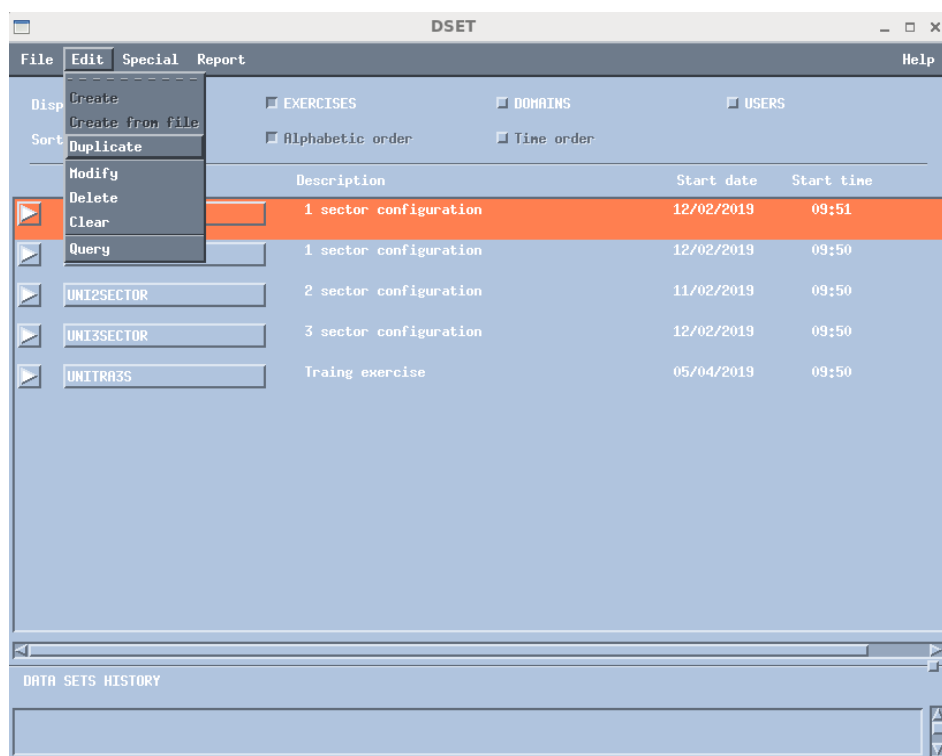 DSET
File Edit Special Report Help
Create
Create from file
Duplicate
Modify
Delete
Clear
Query
Disp EXERCISES DOMAINS USERS
Sort Alphabetic order Time order
Description Start date Start time
1 sector configuration 12/02/2019 09:51
1 sector configuration 12/02/2019 09:50
UNI2SECTOR 2 sector configuration 11/02/2019 09:50
UNI3SECTOR 3 sector configuration 12/02/2019 09:50
UNITRA3S Traing exercise 05/04/2019 09:50
DATA SETS HISTORY